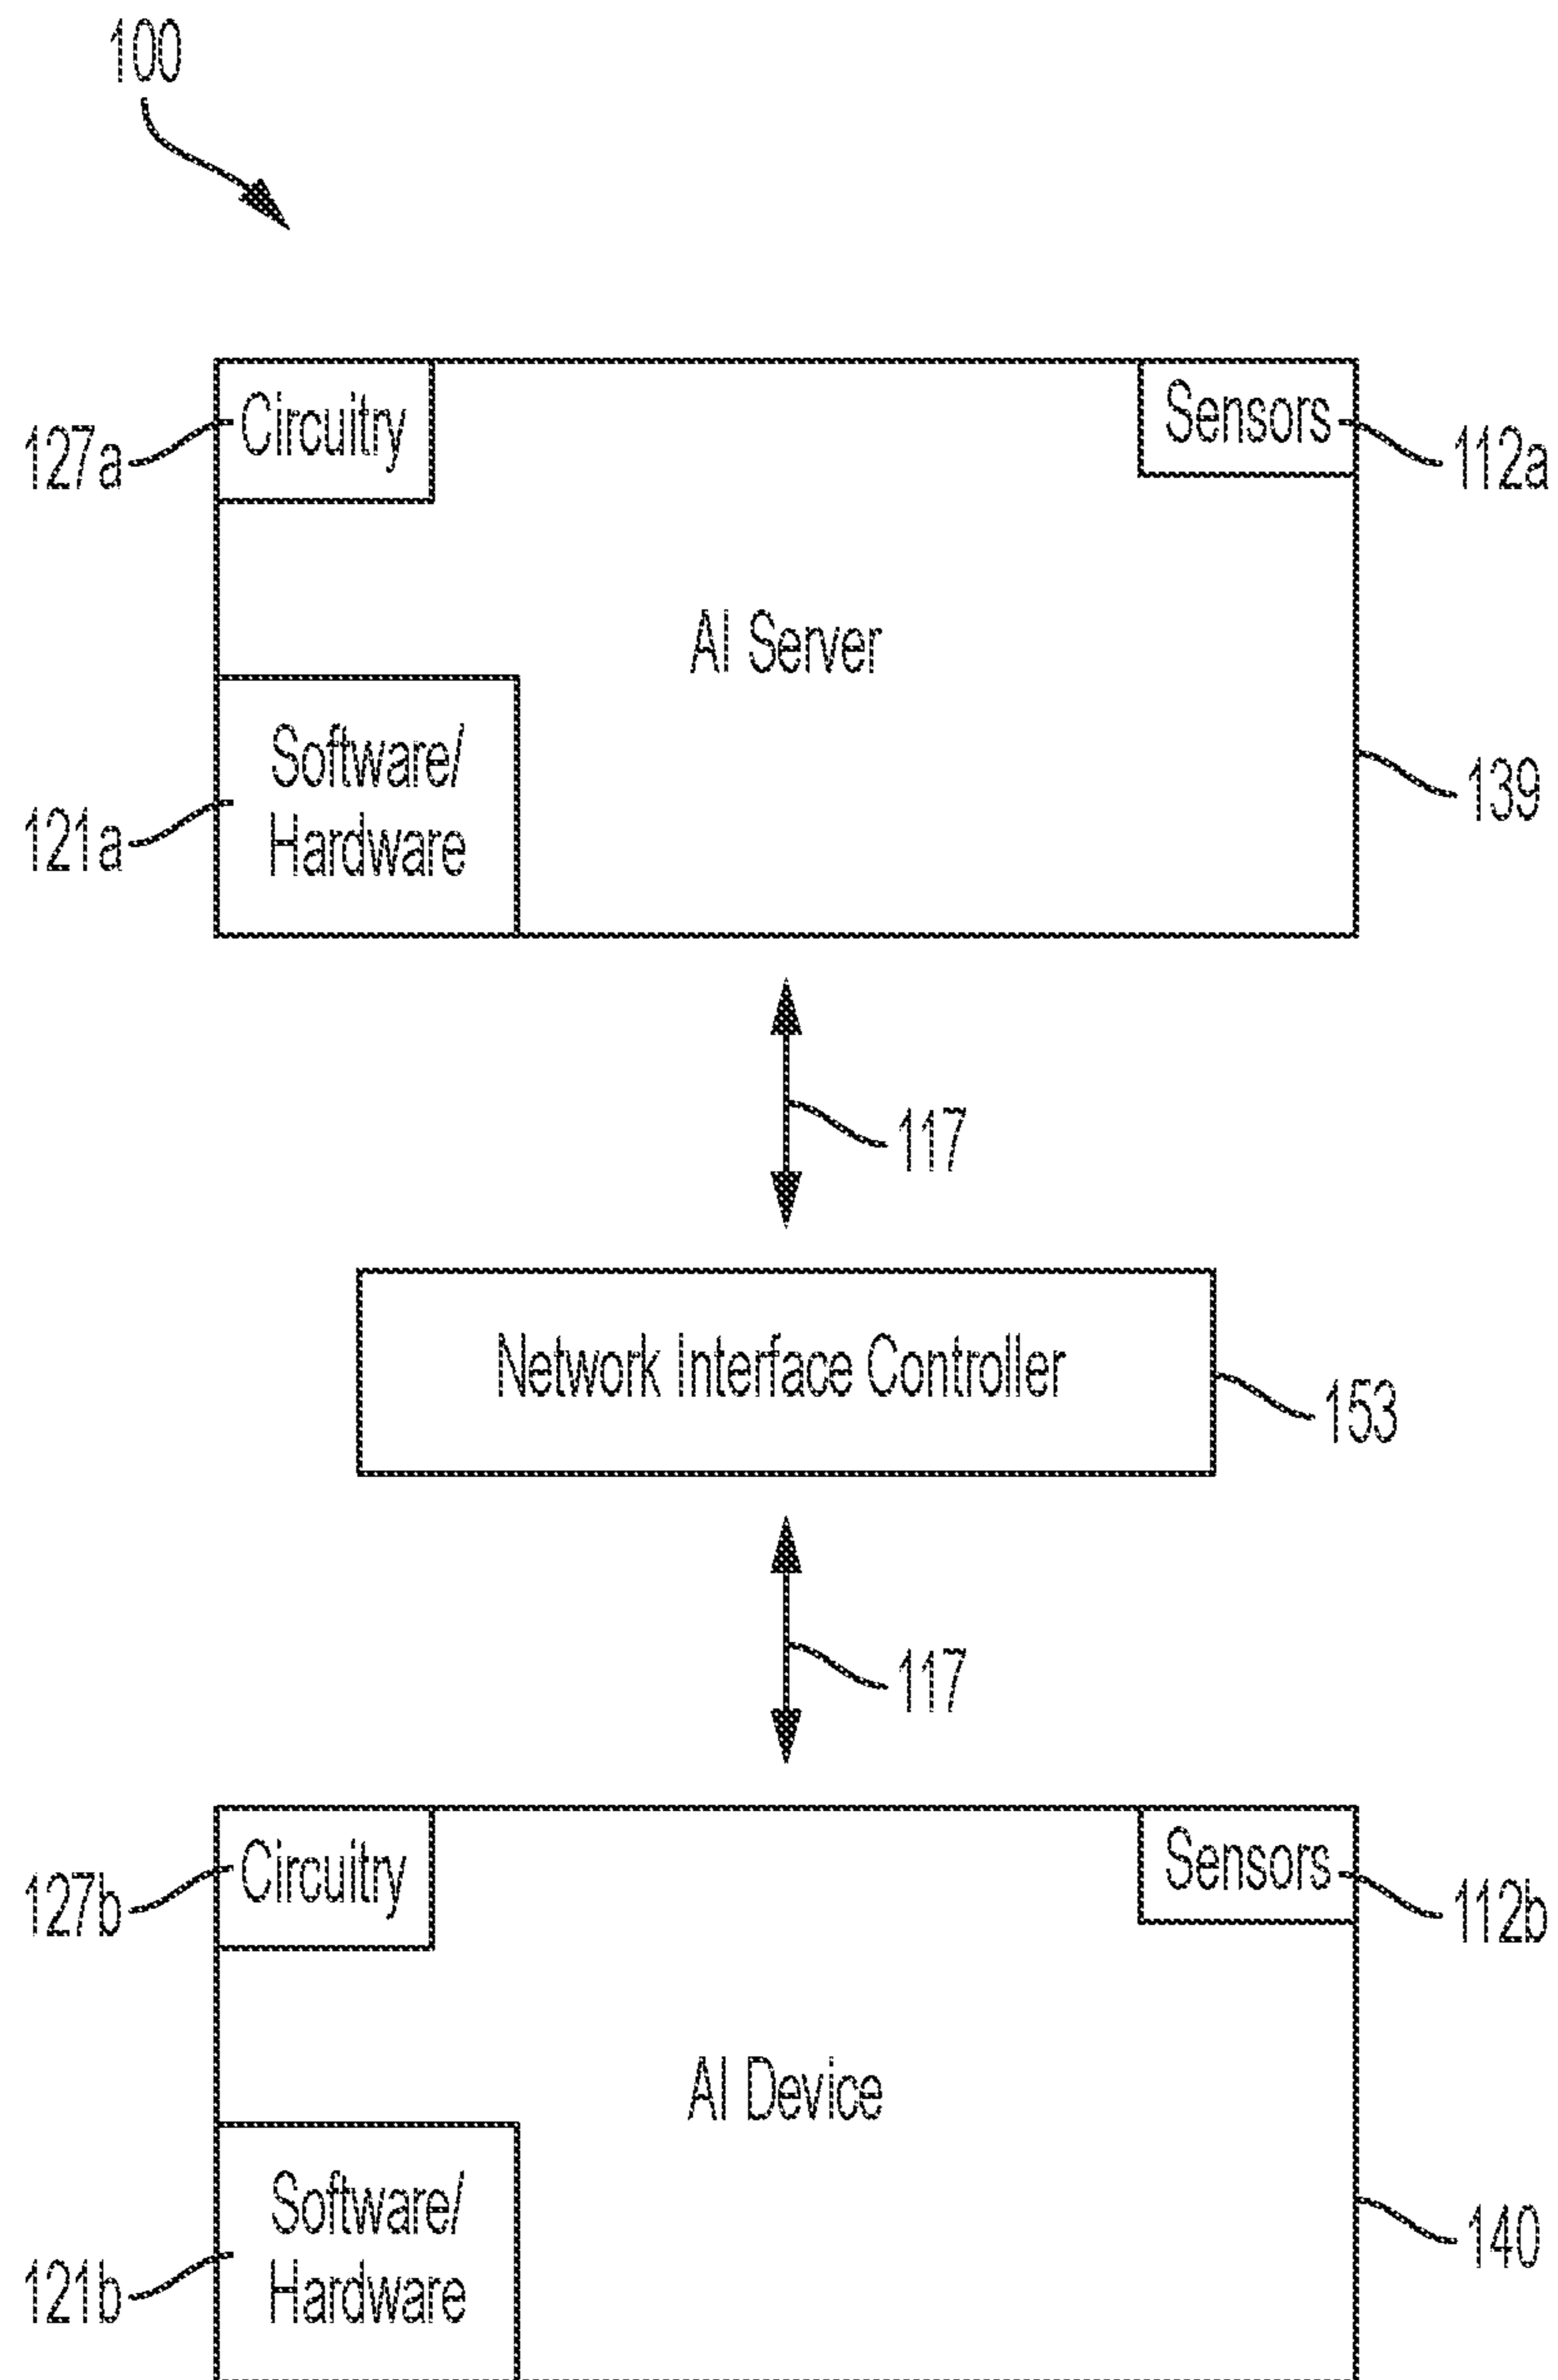 100
Circuitry
Sensors
127a
112a
AI Server
Software/
Hardware
139
121a
117
Network Interface Controller
153
117
Circuitry
Sensors
127b
112b
AI Device
Software/
Hardware
140
121b